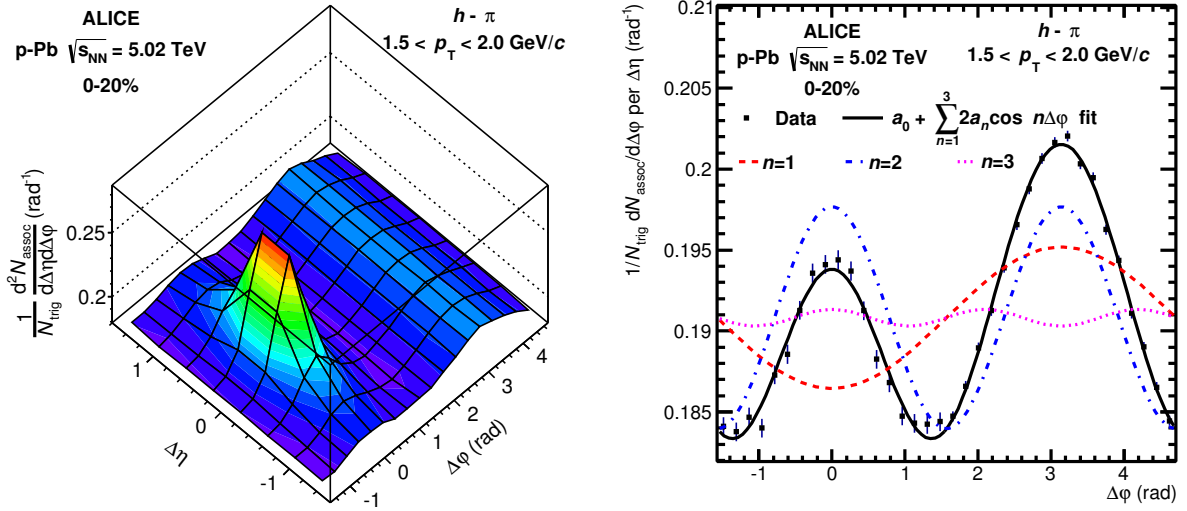 ALICE
p-Pb √sNN = 5.02 TeV
0-20%
h - π
1.5 < pT < 2.0 GeV/c
1/Ntrig d²Nassoc/dΔηdΔφ (rad⁻¹)
0.25
0.2
1
0
-1
Δη
-1
0
1
2
3
4
Δφ (rad)
ALICE
p-Pb √sNN = 5.02 TeV
0-20%
h - π
1.5 < pT < 2.0 GeV/c
Data
a0 + ∑ n=1 3 2an cos nΔφ fit
n=1
n=2
n=3
1/Ntrig dNassoc/dΔφ per Δη (rad⁻¹)
0.21
0.205
0.2
0.195
0.19
0.185
-1
0
1
2
3
4
Δφ (rad)